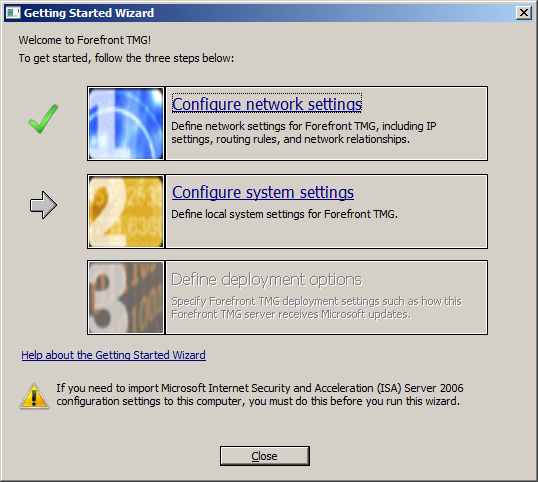 Getting Started Wizard
Welcome to Forefront TMG!
To get started, follow the three steps below:
1
Configure network settings
Define network settings for Forefront TMG, including IP
settings, routing rules, and network relationships.
2
Configure system settings
Define local system settings for Forefront TMG.
3
Define deployment options
Specify Forefront TMG deployment settings such as how this
Forefront TMG server receives Microsoft updates.
Help about the Getting Started Wizard
If you need to import Microsoft Internet Security and Acceleration (ISA) Server 2006
configuration settings to this computer, you must do this before you run this wizard.
Close